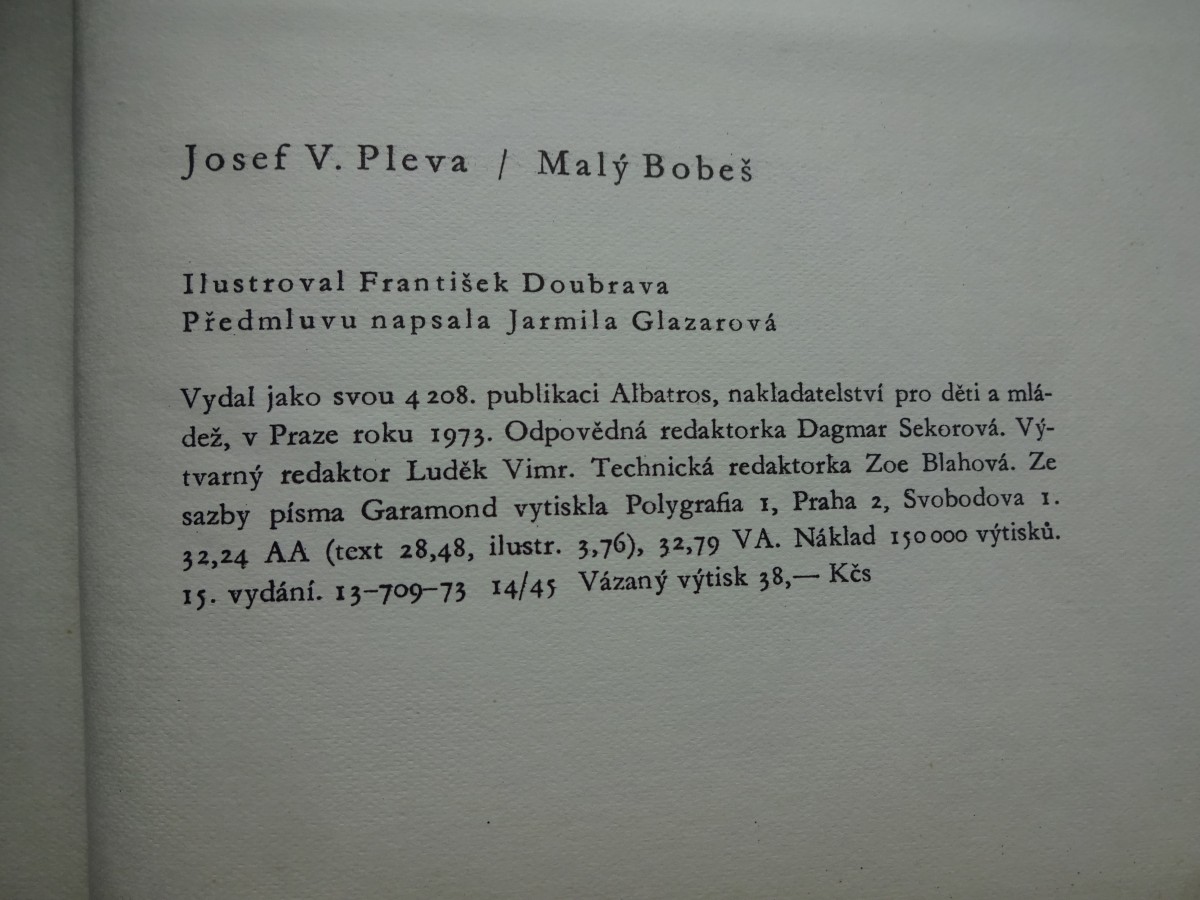 Josef V. Pleva / Malý Bobeš
Ilustroval František Doubrava
Předmluvu napsala Jarmila Glazarová
Vydal jako svou 4 208. publikaci Albatros, nakladatelství pro děti a mlá-
dež, v Praze roku 1973. Odpovědná redaktorka Dagmar Sekorová. Vý-
tvarný redaktor Luděk Vimr. Technická redaktorka Zoe Blahová. Ze
sazby písma Garamond vytiskla Polygrafia 1, Praha 2, Svobodova 1.
32,24 AA (text 28,48, ilustr. 3,76), 32,79 VA. Náklad 150 000 výtisků.
15. vydání. 13–709–73 14/45 Vázaný výtisk 38,— Kčs